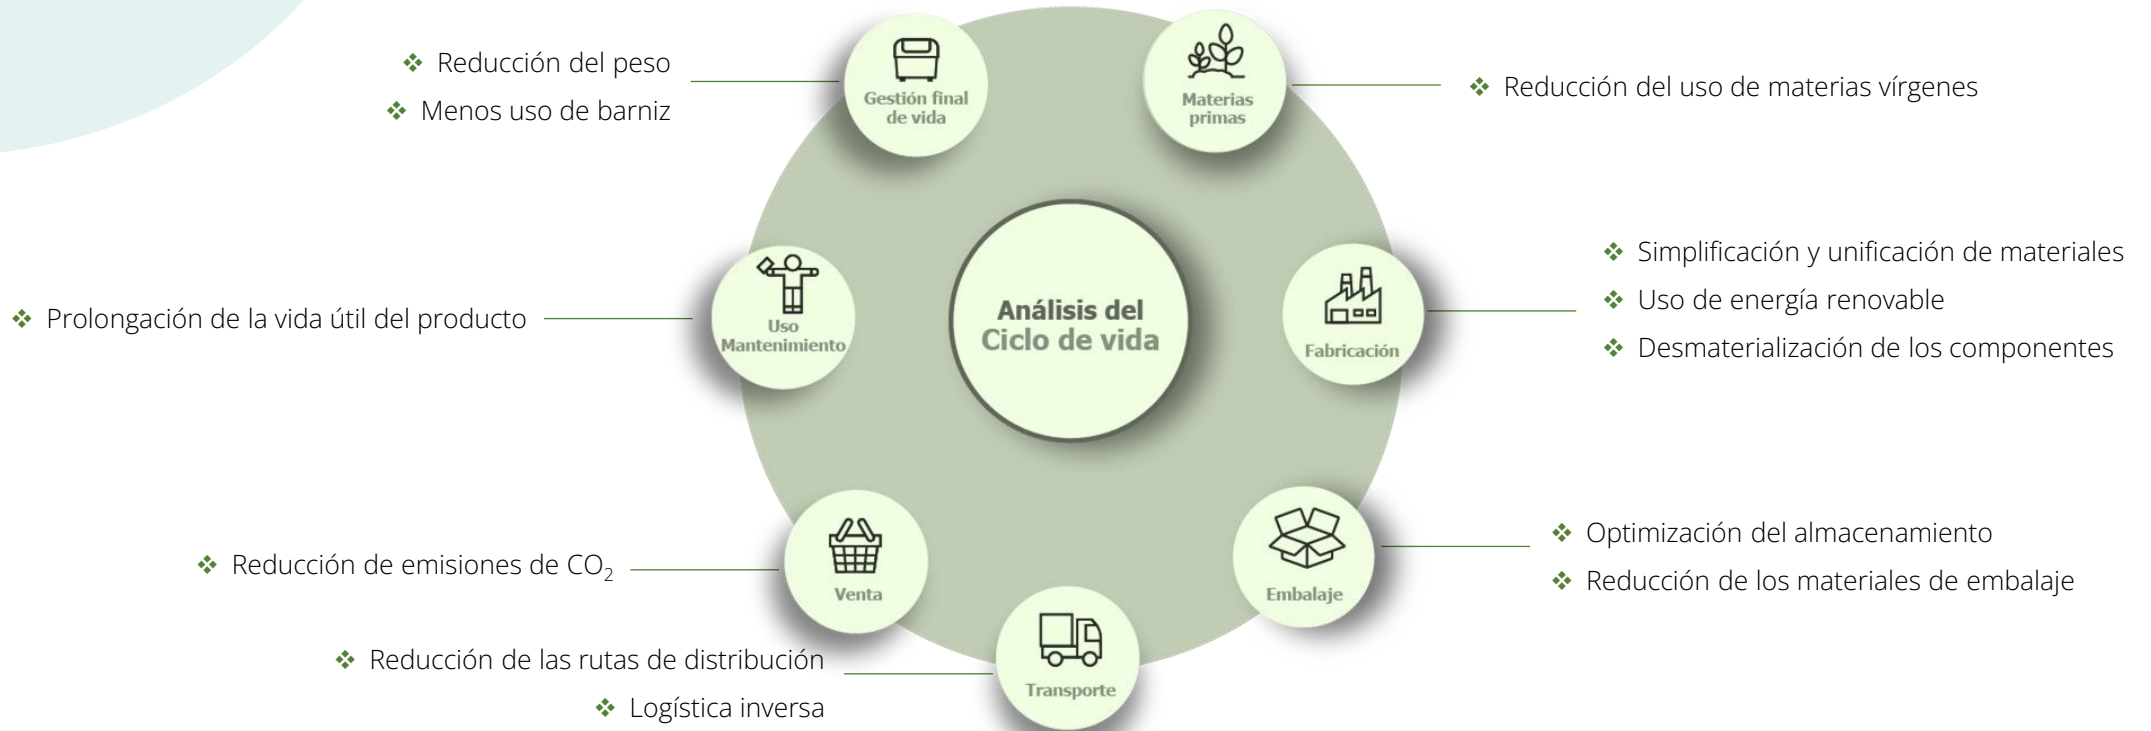 Reducción del peso
Menos uso de barniz
Gestión final
de vida
Materias
primas
Reducción del uso de materias vírgenes
Simplificación y unificación de materiales
Uso de energía renovable
Desmaterialización de los componentes
Fabricación
Análisis del
Ciclo de vida
Uso
Mantenimiento
Prolongación de la vida útil del producto
Optimización del almacenamiento
Reducción de los materiales de embalaje
Embalaje
Venta
Reducción de emisiones de CO₂
Reducción de las rutas de distribución
Logística inversa
Transporte